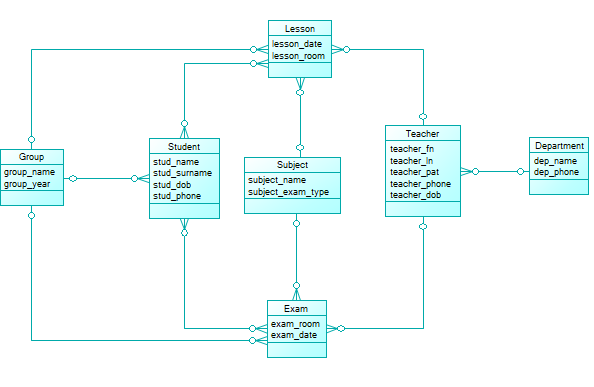 Lesson
lesson_date
lesson_room
Group
group_name
group_year
Student
stud_name
stud_surname
stud_dob
stud_phone
Subject
subject_name
subject_exam_type
Teacher
teacher_fn
teacher_ln
teacher_pat
teacher_phone
teacher_dob
Department
dep_name
dep_phone
Exam
exam_room
exam_date